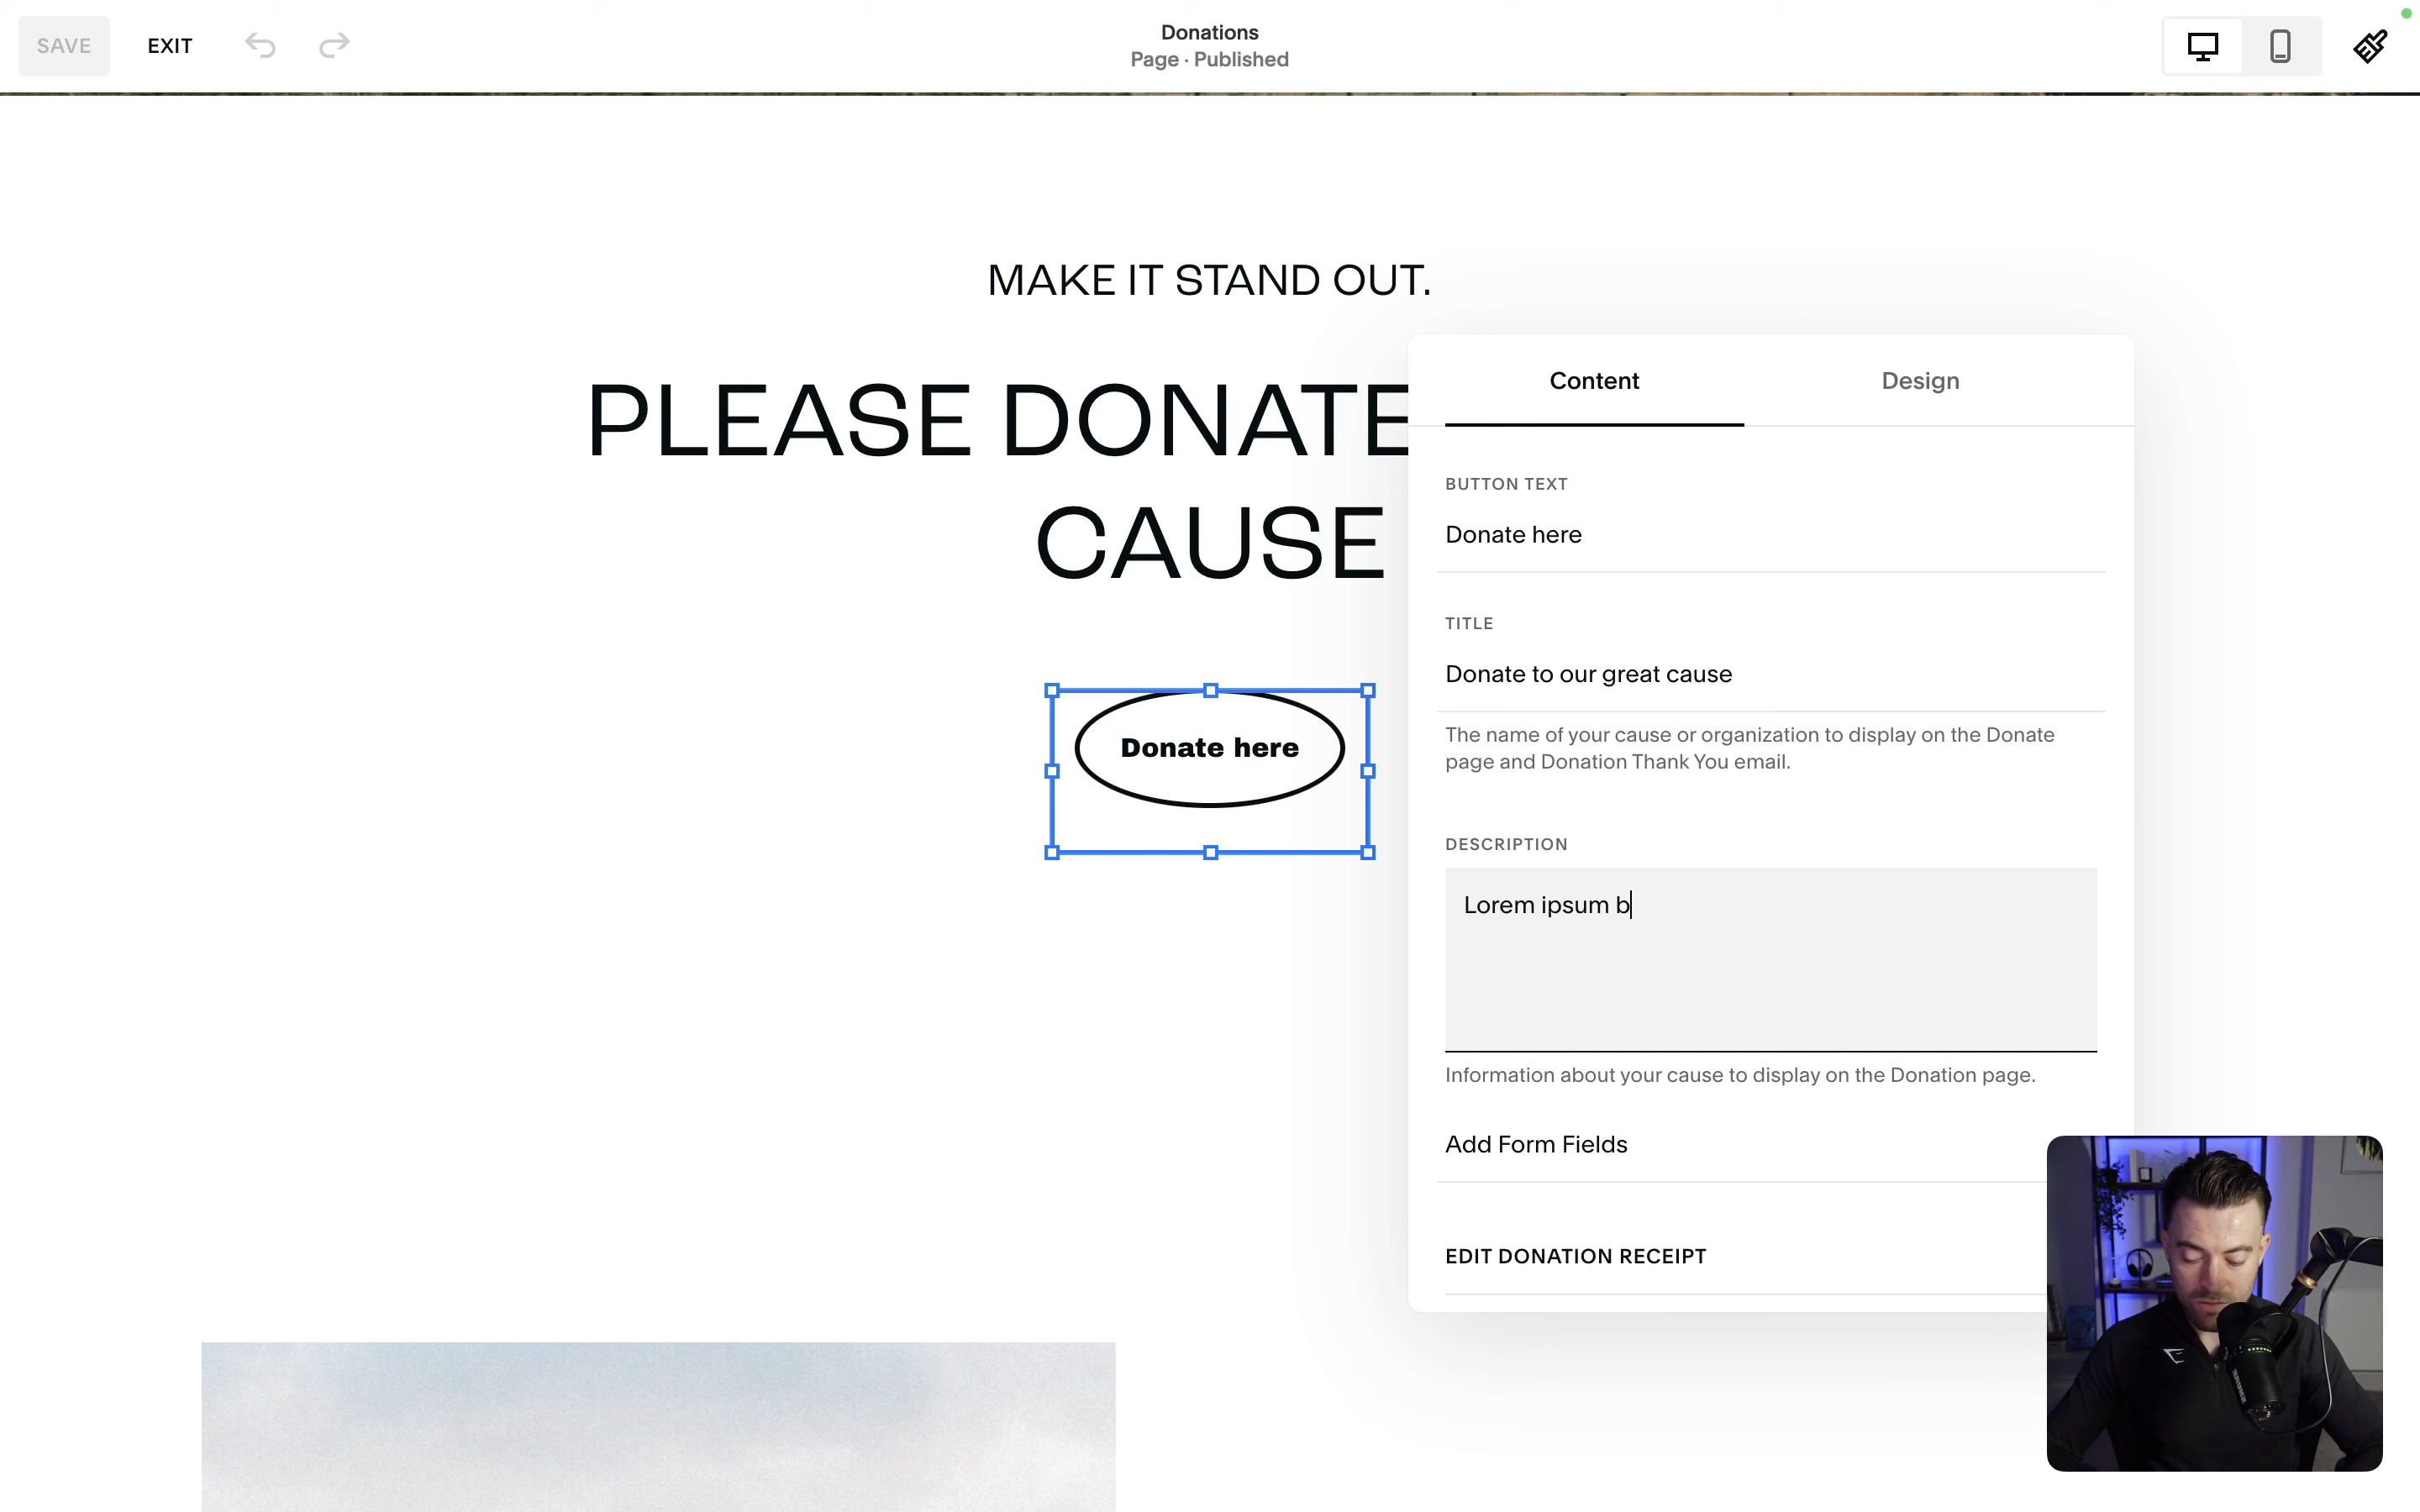 SAVE
EXIT
Donations
Page · Published
MAKE IT STAND OUT.
PLEASE DONATE
CAUSE
Donate here
Content
Design
BUTTON TEXT
Donate here
TITLE
Donate to our great cause
The name of your cause or organization to display on the Donate
page and Donation Thank You email.
DESCRIPTION
Lorem ipsum b
Information about your cause to display on the Donation page.
Add Form Fields
EDIT DONATION RECEIPT